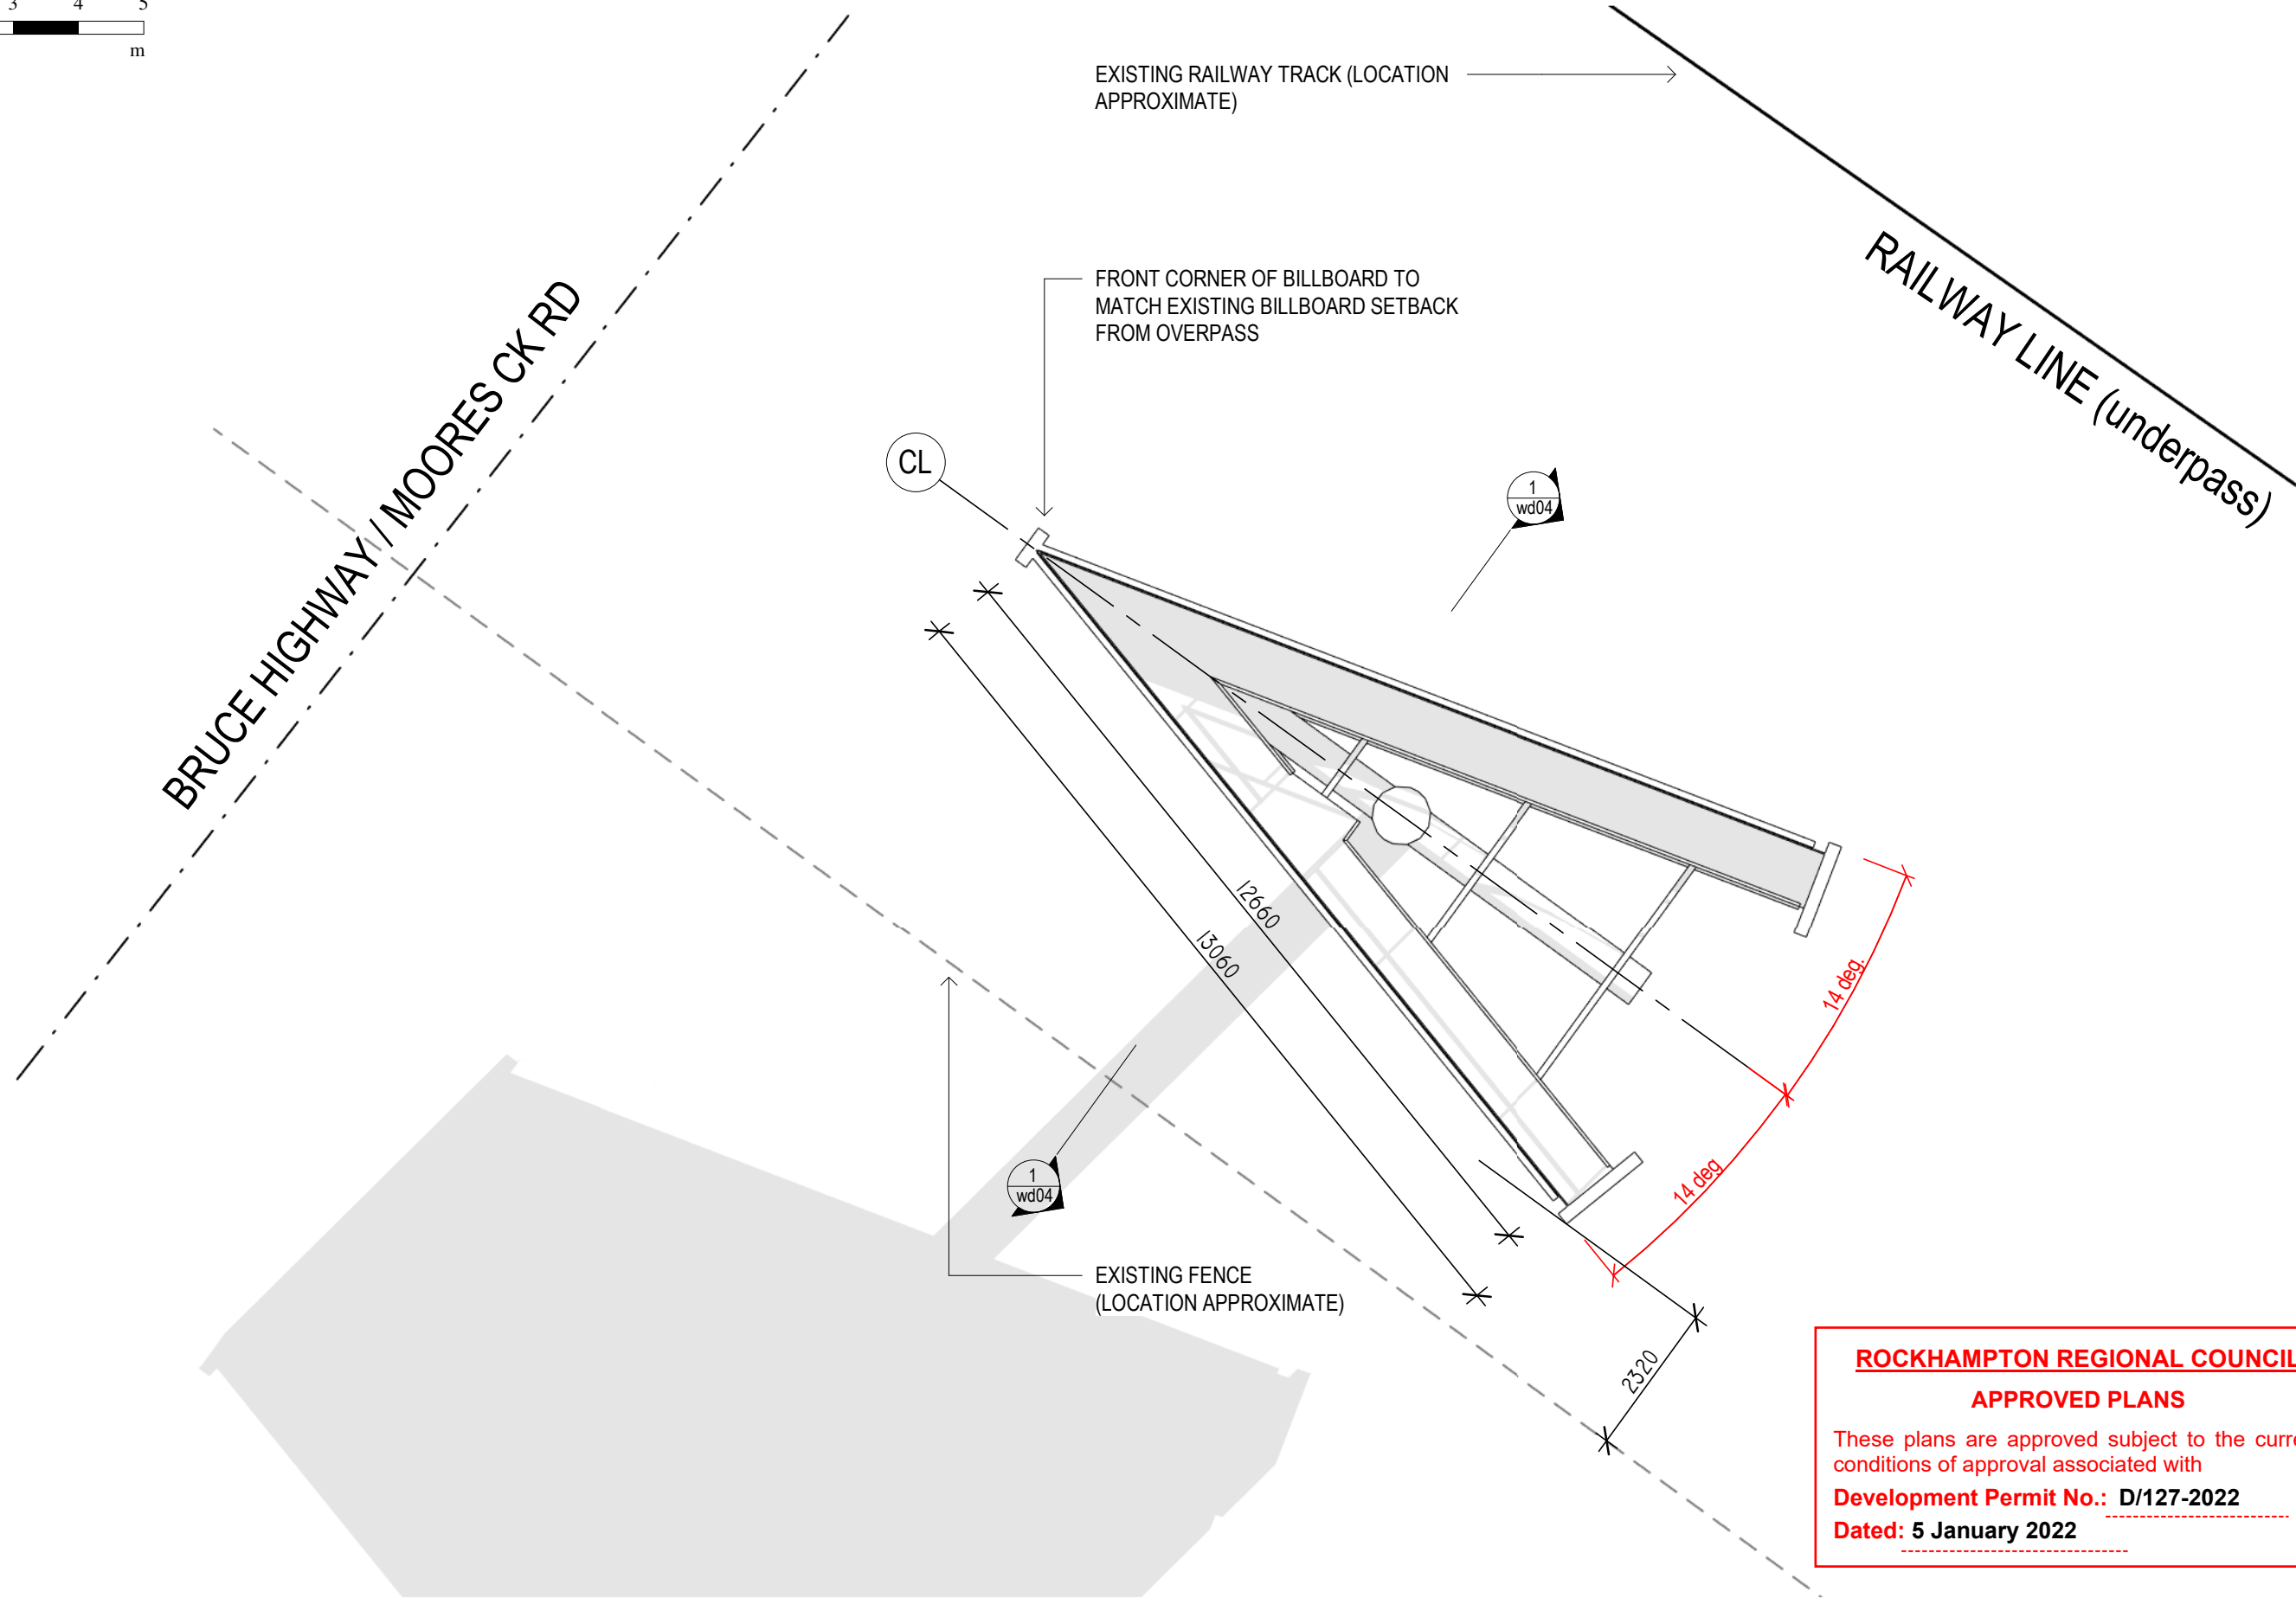 3 4 5
m
EXISTING RAILWAY TRACK (LOCATION
APPROXIMATE)
RAILWAY LINE (underpass)
FRONT CORNER OF BILLBOARD TO
MATCH EXISTING BILLBOARD SETBACK
FROM OVERPASS
BRUCE HIGHWAY / MOORES CK RD
CL
1
wd04
12660
13060
14 deg.
14 deg
1
wd04
EXISTING FENCE
(LOCATION APPROXIMATE)
2320
ROCKHAMPTON REGIONAL COUNCIL
APPROVED PLANS
These plans are approved subject to the curre
conditions of approval associated with
Development Permit No.: D/127-2022
Dated: 5 January 2022